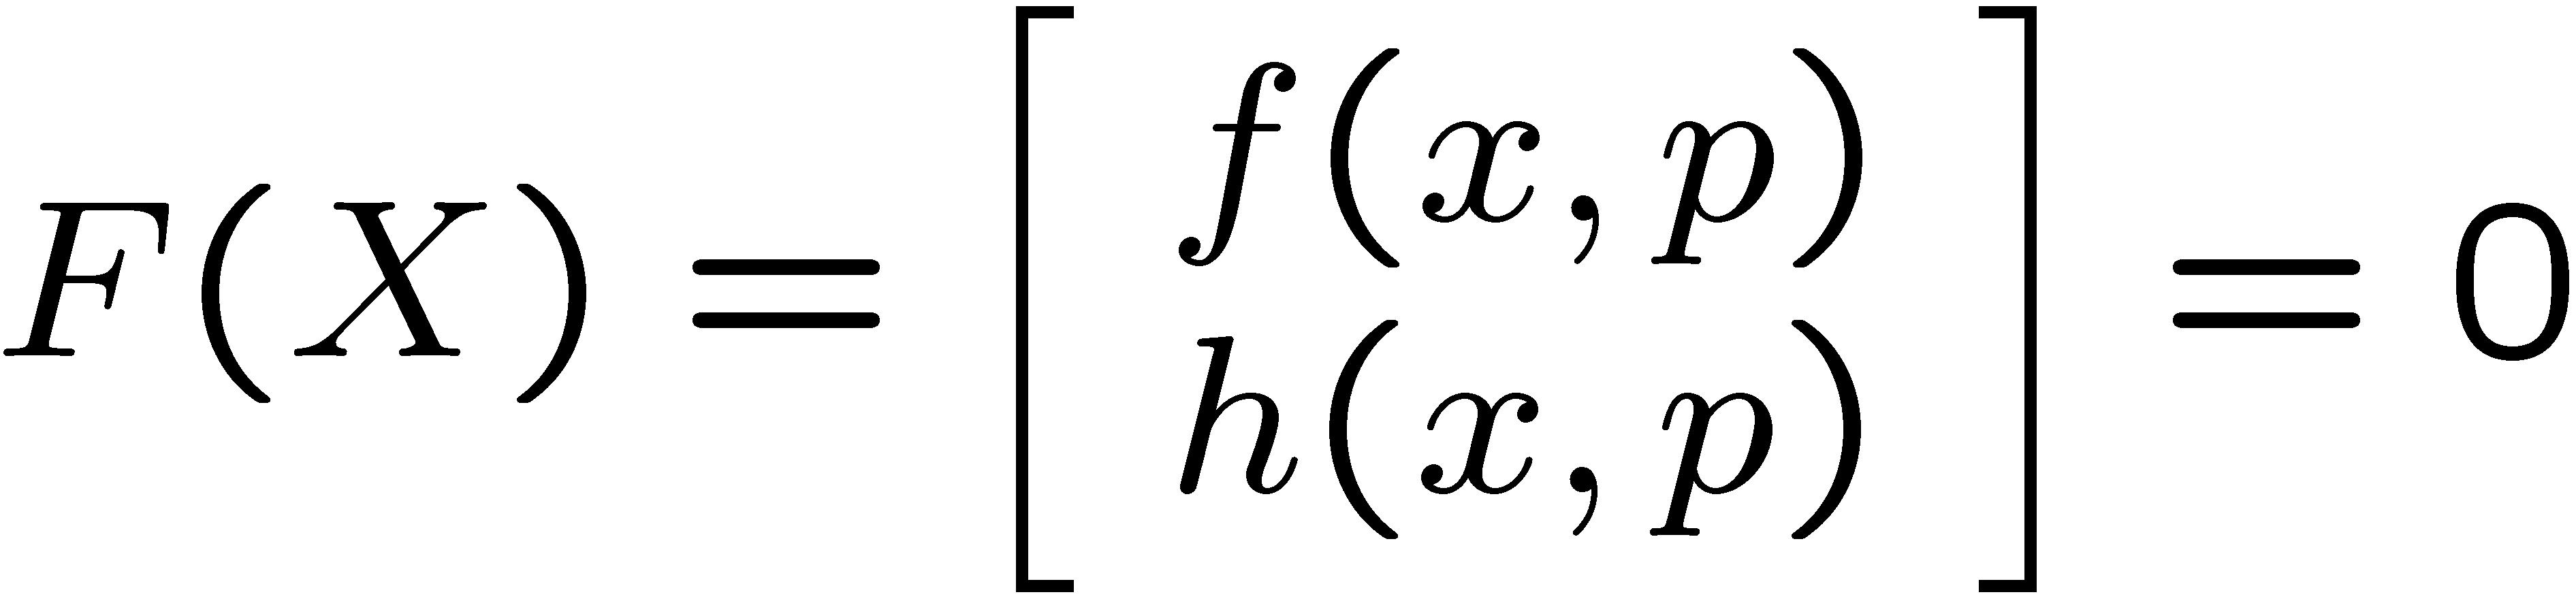 F(X) = [ f(x, p)
h(x, p) ] = 0